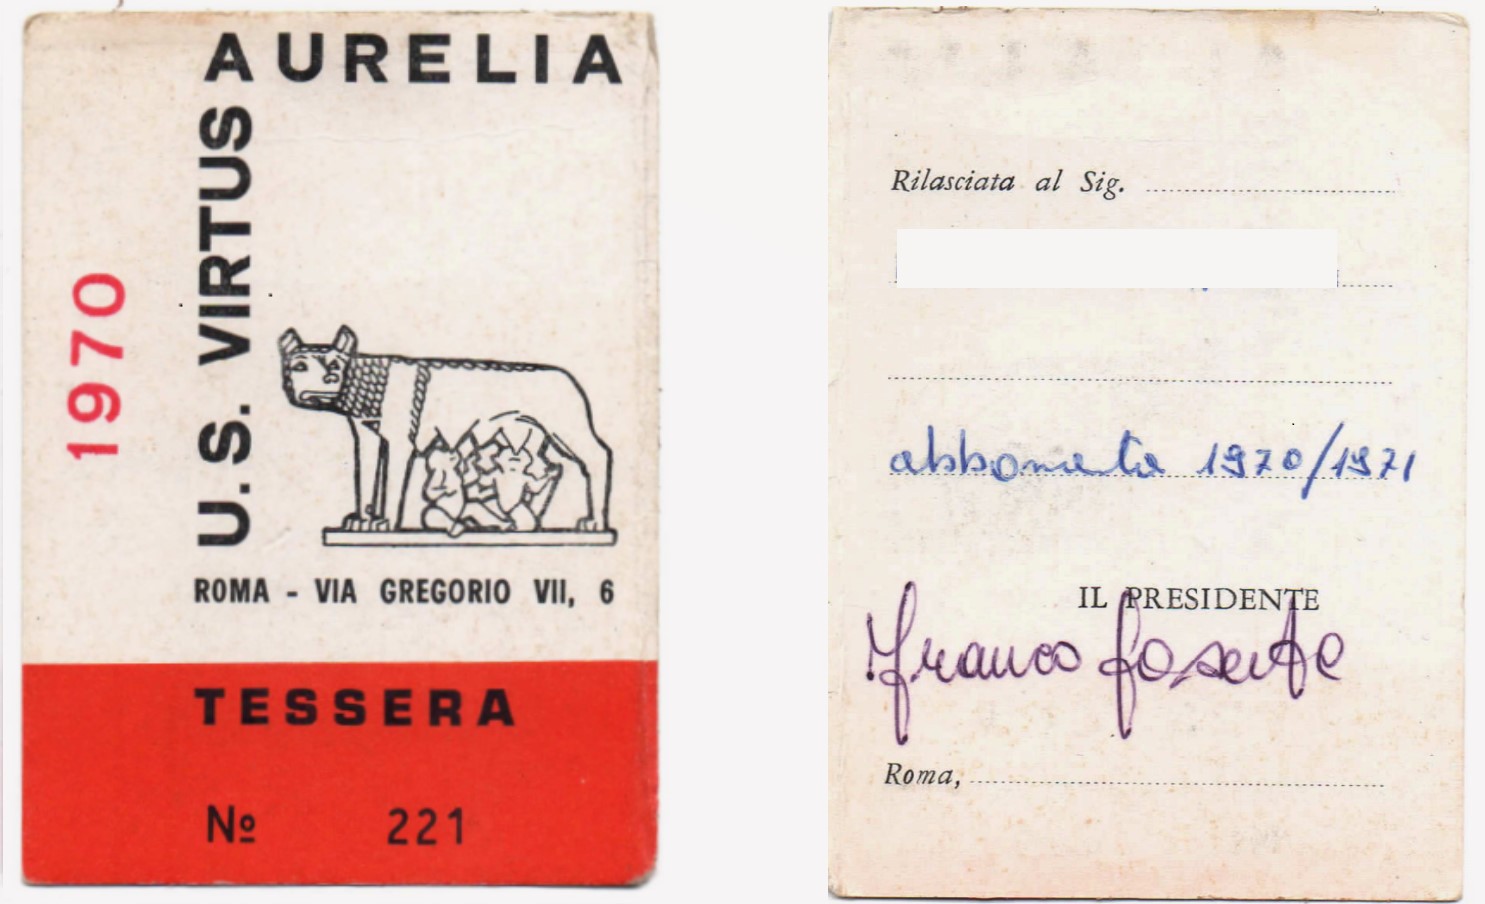 AURELIA
U. S. VIRTUS
1970
ROMA - VIA GREGORIO VII, 6
TESSERA
Nº 221
Rilasciata al Sig.
abbonato 1970/1971
IL PRESIDENTE
Franco
Roma,